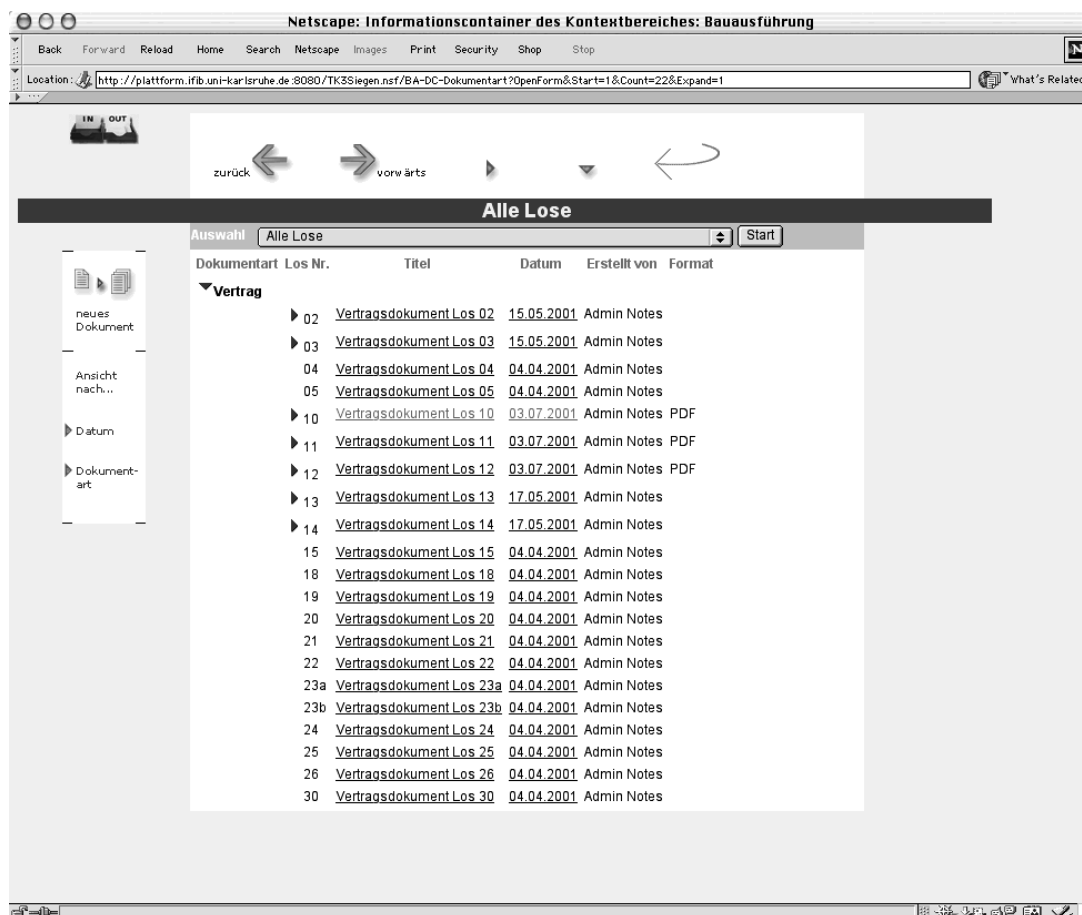 Netscape: Informationscontainer des Kontextbereiches: Bauausführung
Back Forward Reload Home Search Netscape Images Print Security Shop Stop
N
Location: http://plattform.ifib.uni-karlsruhe.de:8080/TK3Siegen.nsf/BA-DC-Dokumentart?OpenForm&Start=1&Count=22&Expand=1 What's Related
IN OUT
zurück vorwärts
Alle Lose
Auswahl Alle Lose Start
neues
Dokument
Ansicht
nach...
Datum
Dokument-
art
Dokumentart Los Nr. Titel Datum Erstellt von Format
Vertrag
02 Vertragsdokument Los 02 15.05.2001 Admin Notes
03 Vertragsdokument Los 03 15.05.2001 Admin Notes
04 Vertragsdokument Los 04 04.04.2001 Admin Notes
05 Vertragsdokument Los 05 04.04.2001 Admin Notes
10 Vertragsdokument Los 10 03.07.2001 Admin Notes PDF
11 Vertragsdokument Los 11 03.07.2001 Admin Notes PDF
12 Vertragsdokument Los 12 03.07.2001 Admin Notes PDF
13 Vertragsdokument Los 13 17.05.2001 Admin Notes
14 Vertragsdokument Los 14 17.05.2001 Admin Notes
15 Vertragsdokument Los 15 04.04.2001 Admin Notes
18 Vertragsdokument Los 18 04.04.2001 Admin Notes
19 Vertragsdokument Los 19 04.04.2001 Admin Notes
20 Vertragsdokument Los 20 04.04.2001 Admin Notes
21 Vertragsdokument Los 21 04.04.2001 Admin Notes
22 Vertragsdokument Los 22 04.04.2001 Admin Notes
23a Vertragsdokument Los 23a 04.04.2001 Admin Notes
23b Vertragsdokument Los 23b 04.04.2001 Admin Notes
24 Vertragsdokument Los 24 04.04.2001 Admin Notes
25 Vertragsdokument Los 25 04.04.2001 Admin Notes
26 Vertragsdokument Los 26 04.04.2001 Admin Notes
30 Vertragsdokument Los 30 04.04.2001 Admin Notes